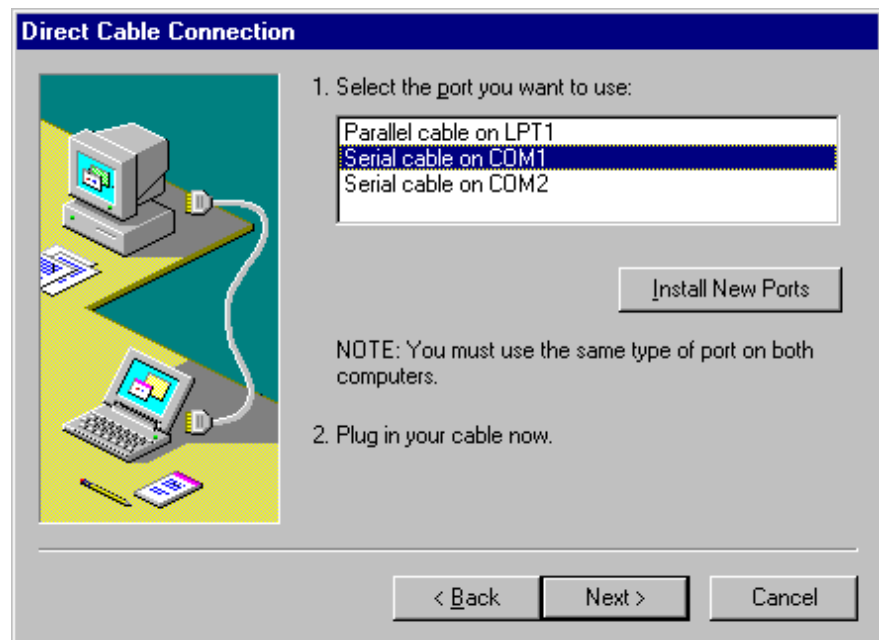 Direct Cable Connection
1. Select the port you want to use:
Parallel cable on LPT1
Serial cable on COM1
Serial cable on COM2
Install New Ports
NOTE: You must use the same type of port on both
computers.
2. Plug in your cable now.
< Back
Next >
Cancel